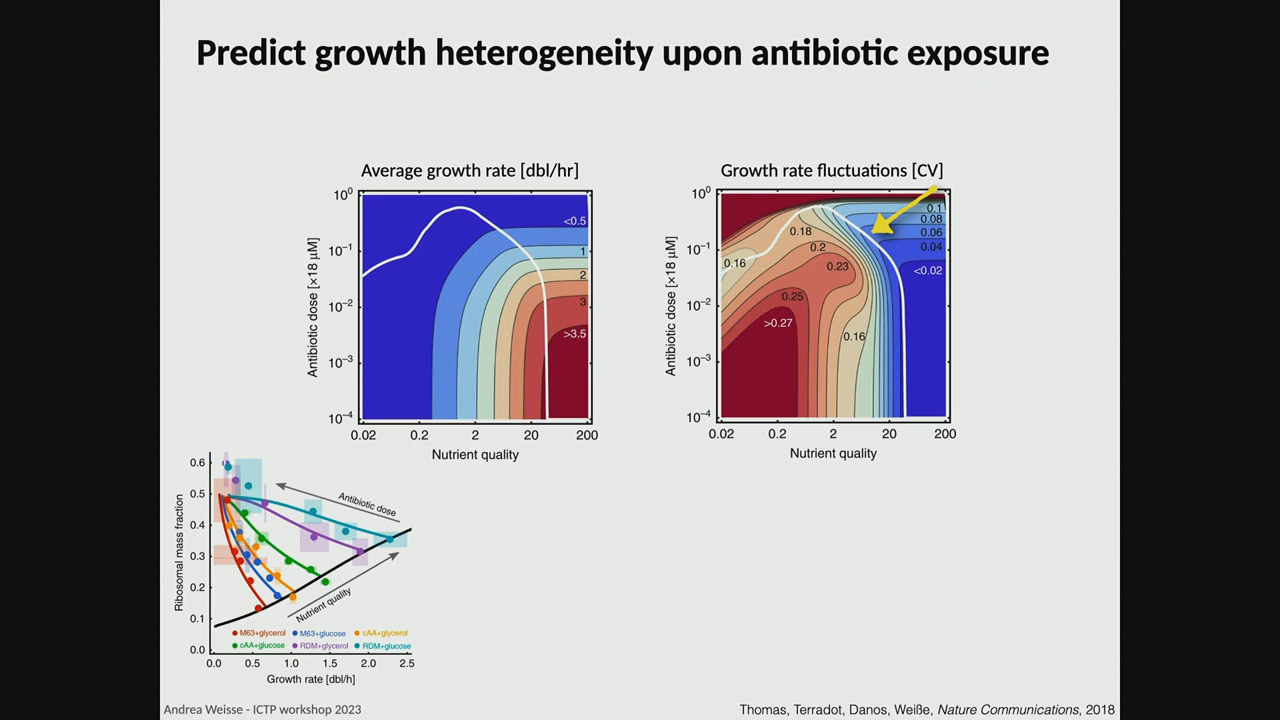 Predict growth heterogeneity upon antibiotic exposure
Average growth rate [dbl/hr]
Antibiotic dose [×18 μM]
10⁰
10⁻¹
10⁻²
10⁻³
10⁻⁴
<0.5
1
2
3
>3.5
0.02 0.2 2 20 200
Nutrient quality
Growth rate fluctuations [CV]
Antibiotic dose [×18 μM]
10⁰
10⁻¹
10⁻²
10⁻³
10⁻⁴
0.1
0.08
0.06
0.04
<0.02
0.18
0.2
0.16
0.23
0.25
>0.27
0.16
0.02 0.2 2 20 200
Nutrient quality
Ribosomal mass fraction
0.6
0.5
0.4
0.3
0.2
0.1
0.0
Antibiotic dose
Nutrient quality
M63+glycerol M63+glucose cAA+glycerol
cAA+glucose RDM+glycerol RDM+glucose
0.0 0.5 1.0 1.5 2.0 2.5
Growth rate [dbl/h]
Andrea Weisse - ICTP workshop 2023
Thomas, Terradot, Danos, Weiße, Nature Communications, 2018